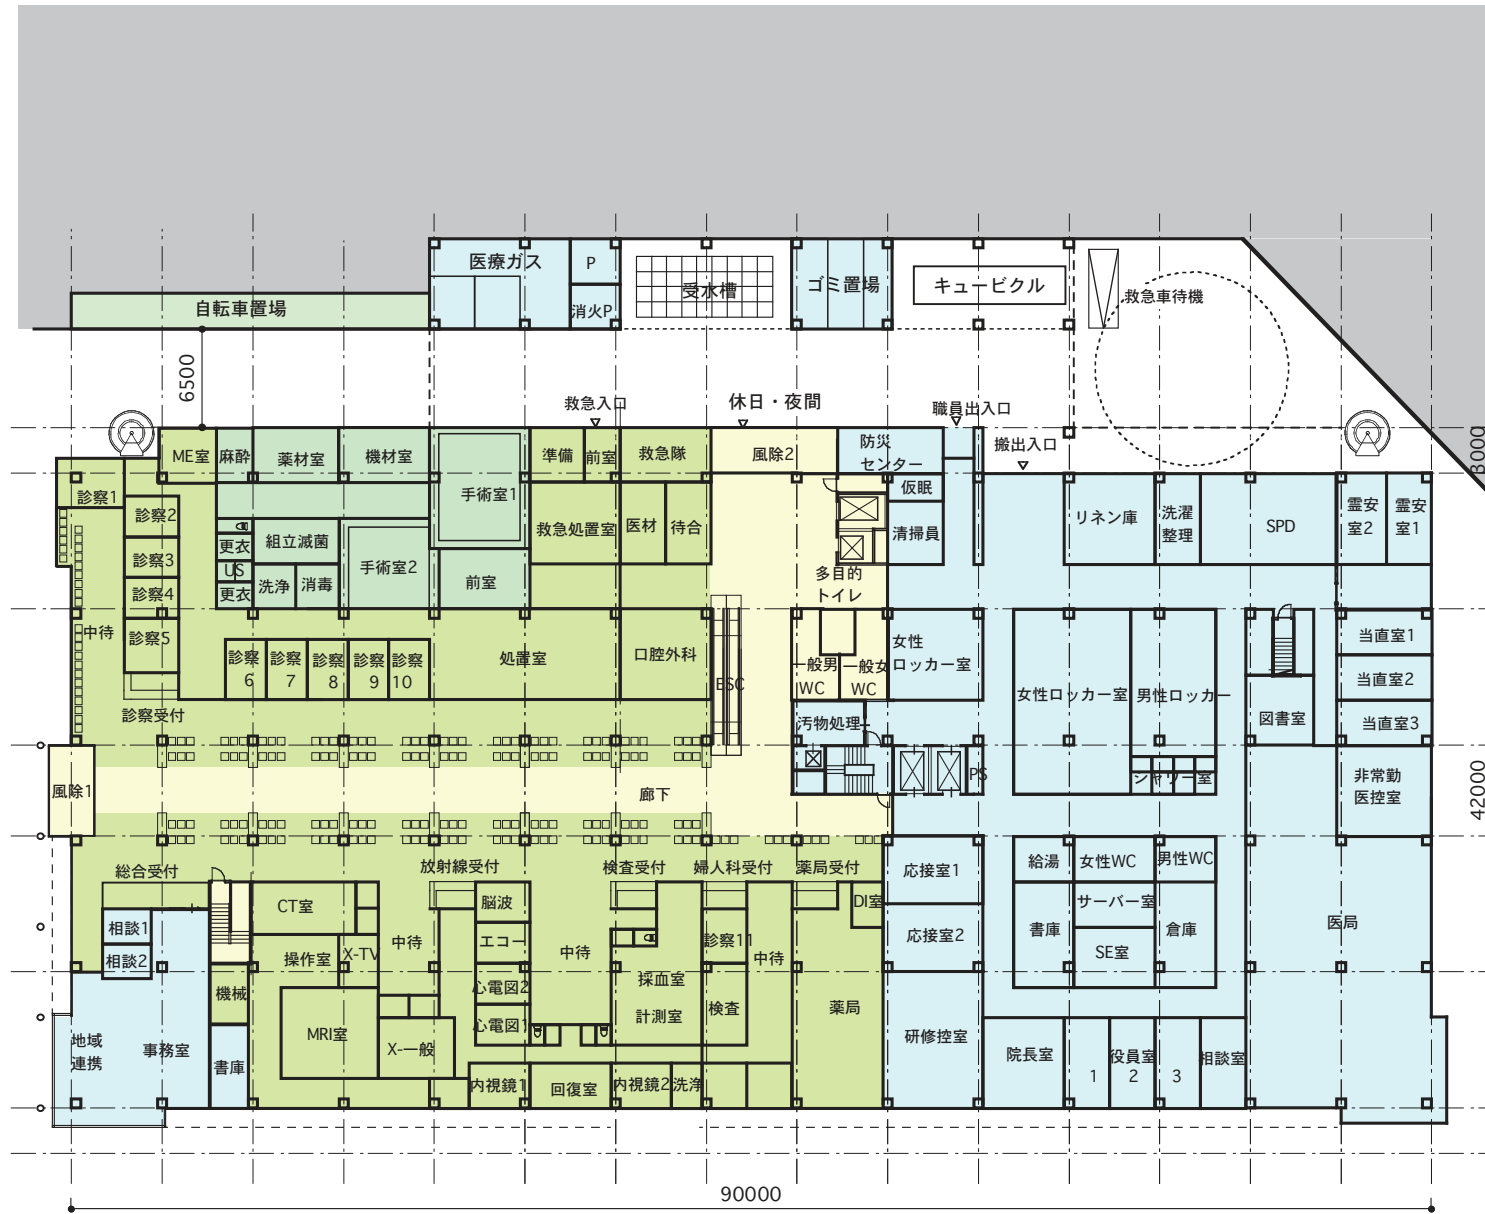 医療ガス
P
消火P
受水槽
ゴミ置場
キュービクル
救急車待機
自転車置場
6500
救急入口
休日・夜間
職員出入口
搬出入口
3000
ME室
麻酔
薬材室
機材室
手術室1
準備
前室
救急隊
風除2
防災
センター
仮眠
清掃員
リネン庫
洗濯
整理
SPD
霊安
室2
霊安
室1
診察1
診察2
診察3
診察4
診察5
中待
更衣
US
更衣
組立滅菌
洗浄
消毒
手術室2
前室
救急処置室
医材
待合
多目的
トイレ
診察
6
診察
7
診察
8
診察
9
診察
10
処置室
口腔外科
ESC
一般男
WC
一般女
WC
女性
ロッカー室
女性ロッカー室
男性ロッカー
図書室
当直室1
当直室2
当直室3
診察受付
汚物処理
PS
シャワー室
非常勤
医控室
風除1
廊下
42000
総合受付
放射線受付
検査受付
婦人科受付
薬局受付
応接室1
給湯
女性WC
男性WC
相談1
相談2
CT室
操作室
X-TV
中待
脳波
エコー
心電図2
心電図1
中待
採血室
計測室
診察11
検査
中待
DI室
薬局
応接室2
書庫
サーバー室
SE室
倉庫
医局
機械
MRI室
X-一般
地域
連携
事務室
書庫
内視鏡1
回復室
内視鏡2
洗浄
研修控室
院長室
役員室
1
2
3
相談室
90000